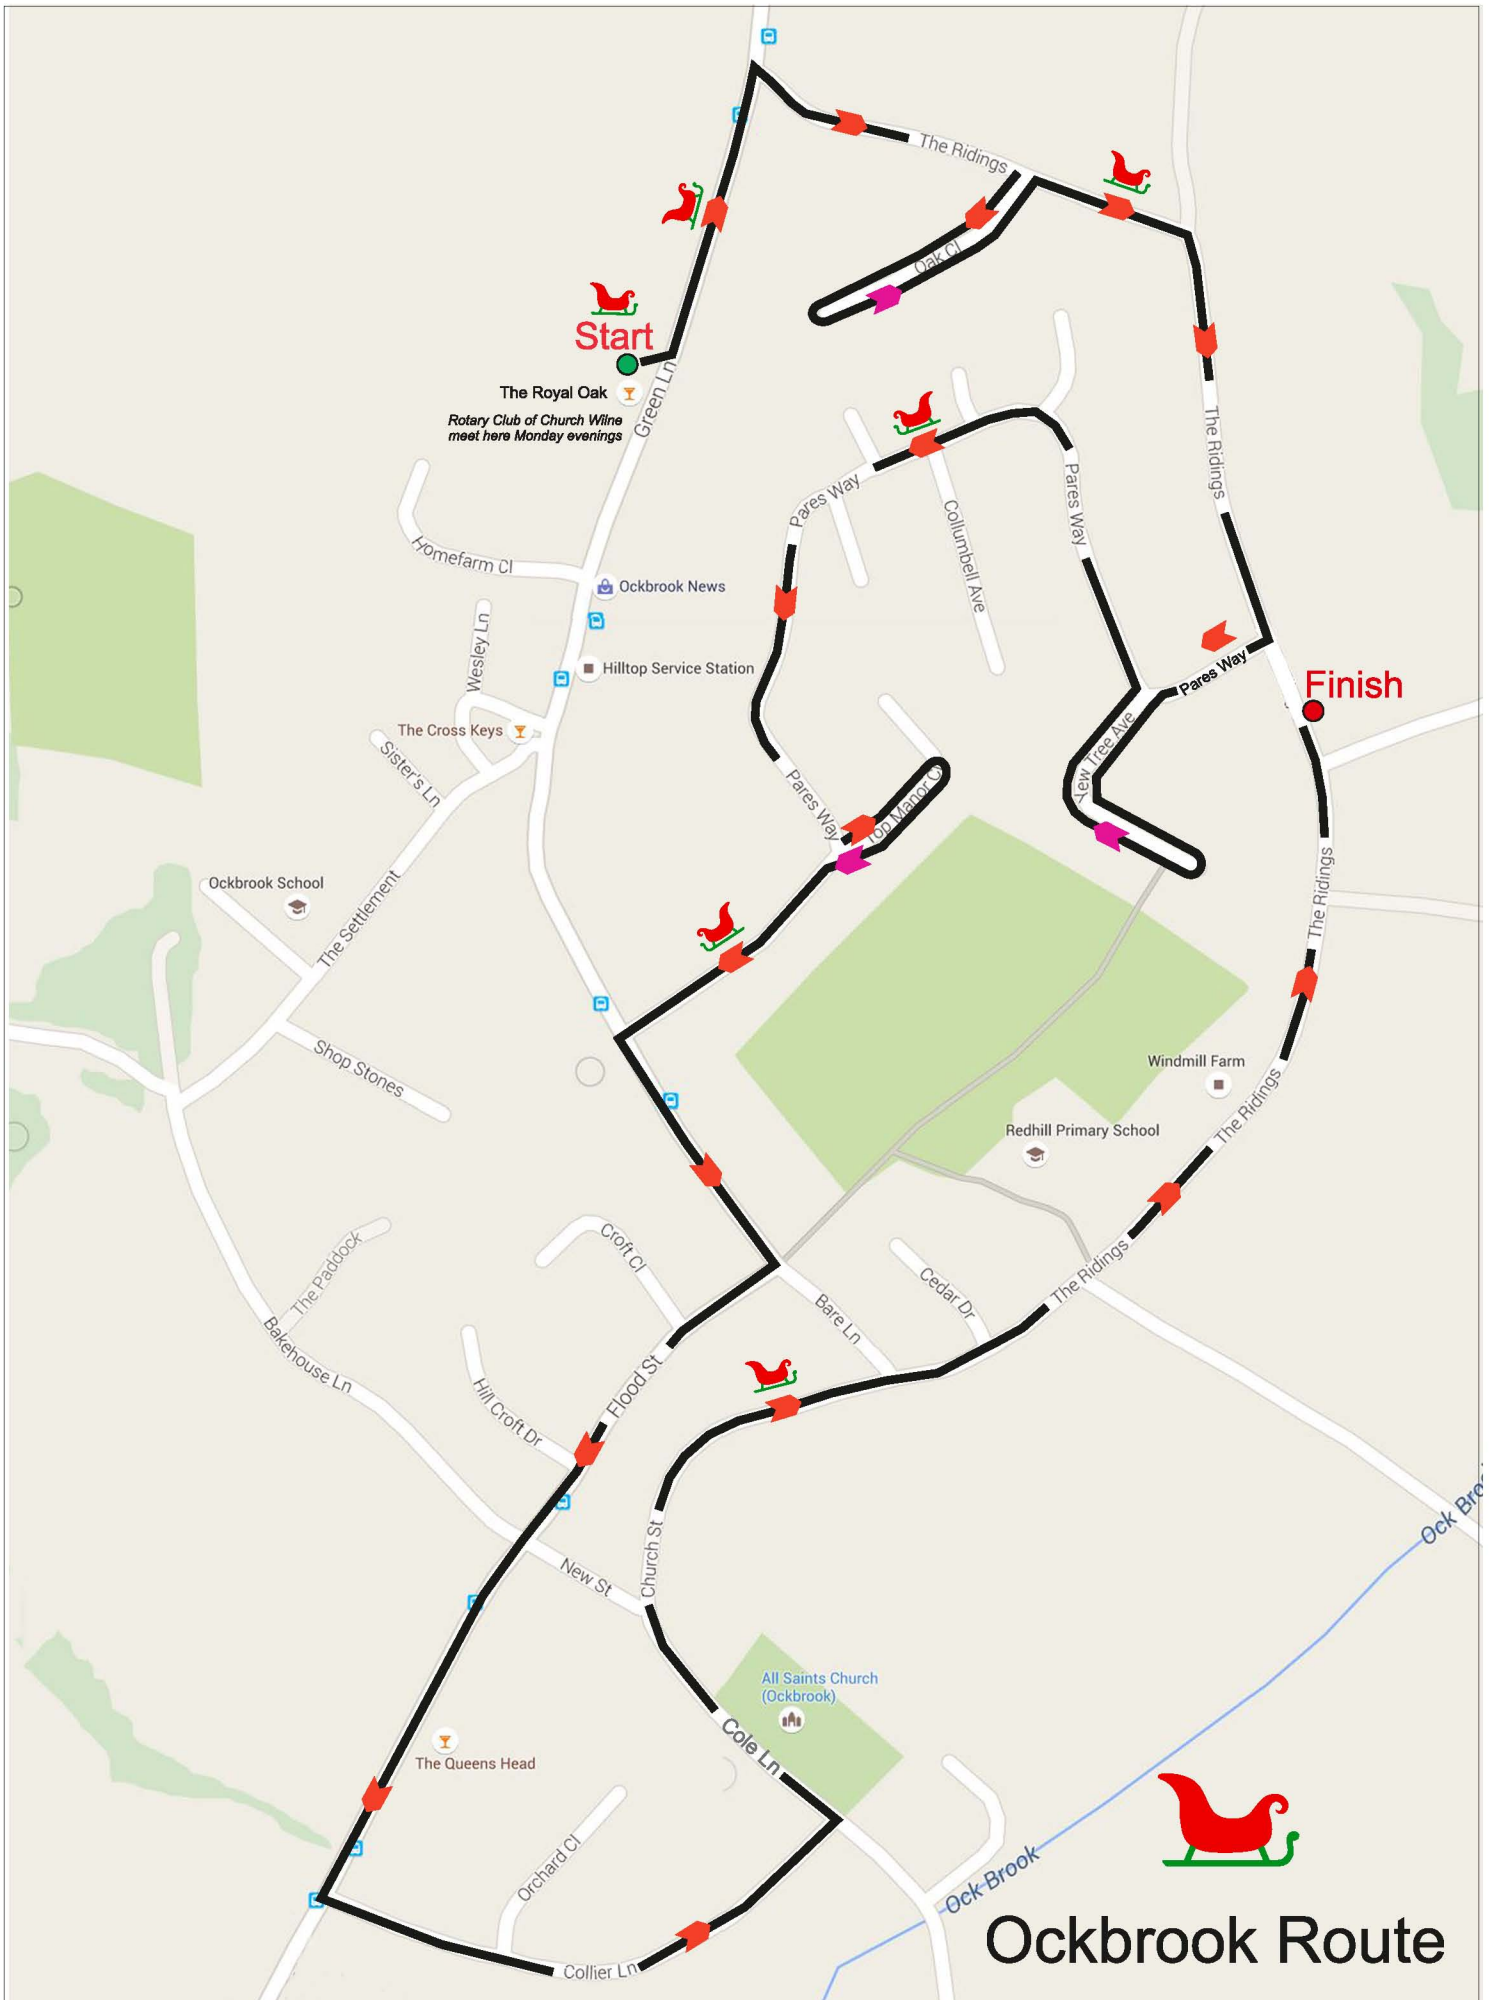 The Ridings
Oak Cl
Start
The Royal Oak
Rotary Club of Church Wilne
meet here Monday evenings
Green Ln
The Ridings
Pares Way
Pares Way
Collumbell Ave
Homefarm Cl
Ockbrook News
Wesley Ln
Hilltop Service Station
Pares Way
Finish
The Cross Keys
Sister's Ln
Yew Tree Ave
Pares Way
Top Manor Cl
Ockbrook School
The Settlement
The Ridings
Shop Stones
Windmill Farm
Redhill Primary School
The Ridings
Croft Cl
The Paddock
The Ridings
Cedar Dr
Bare Ln
Bakehouse Ln
Flood St
Hill Croft Dr
Ock Bro
Church St
New St
All Saints Church
(Ockbrook)
Cole Ln
The Queens Head
Orchard Cl
Ock Brook
Collier Ln
Ockbrook Route